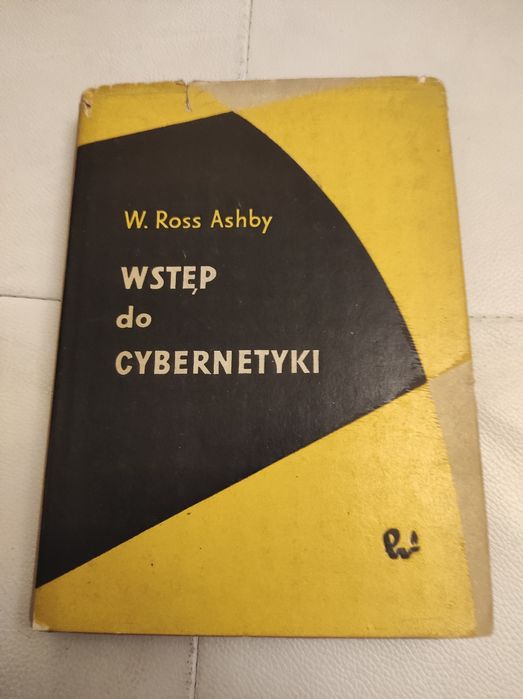 W. Ross Ashby
WSTĘP
do
CYBERNETYKI